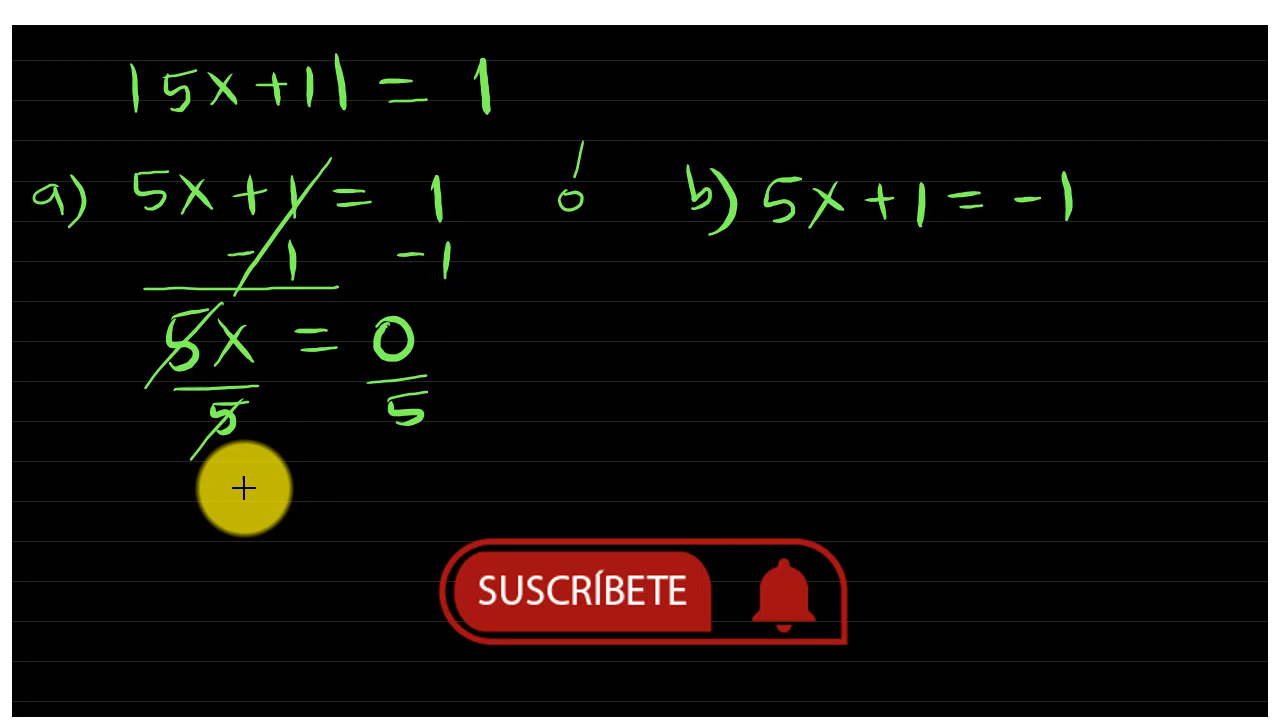 |5x+1| = 1
a) 5x+1 = 1 ó b) 5x+1 = -1
-1 -1
5x = 0
5 5
SUSCRÍBETE